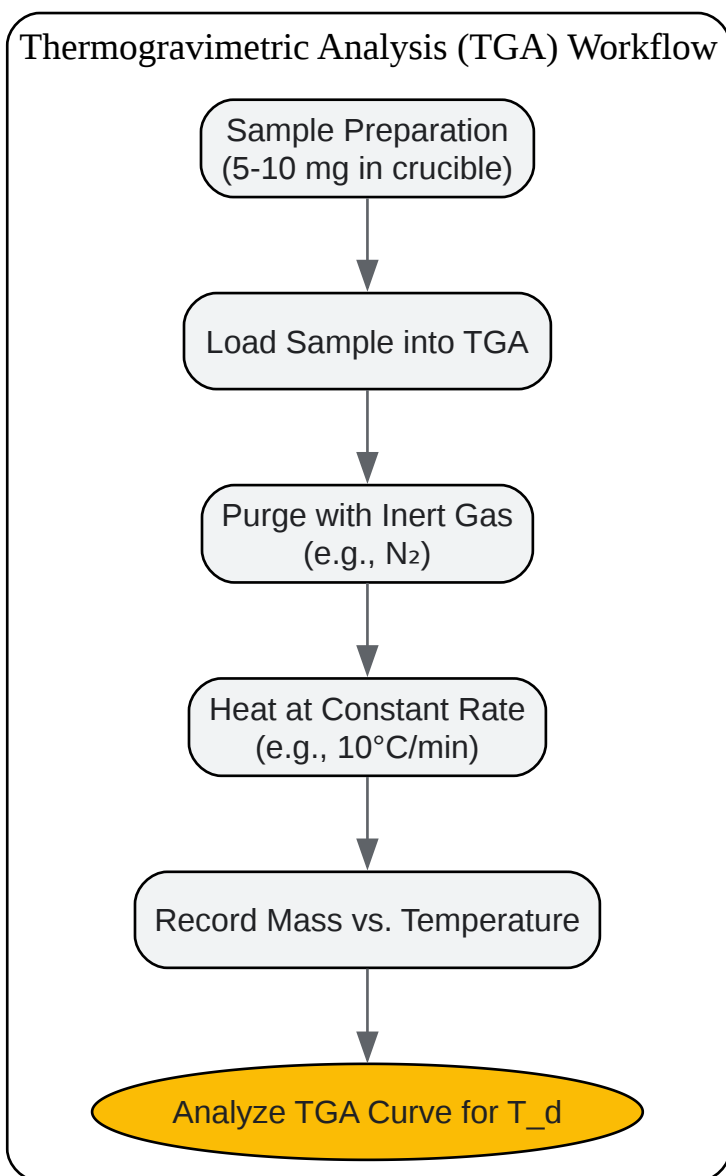 Thermogravimetric Analysis (TGA) Workflow
Sample Preparation
(5-10 mg in crucible)
Load Sample into TGA
Purge with Inert Gas
(e.g., N₂)
Heat at Constant Rate
(e.g., 10°C/min)
Record Mass vs. Temperature
Analyze TGA Curve for T_d